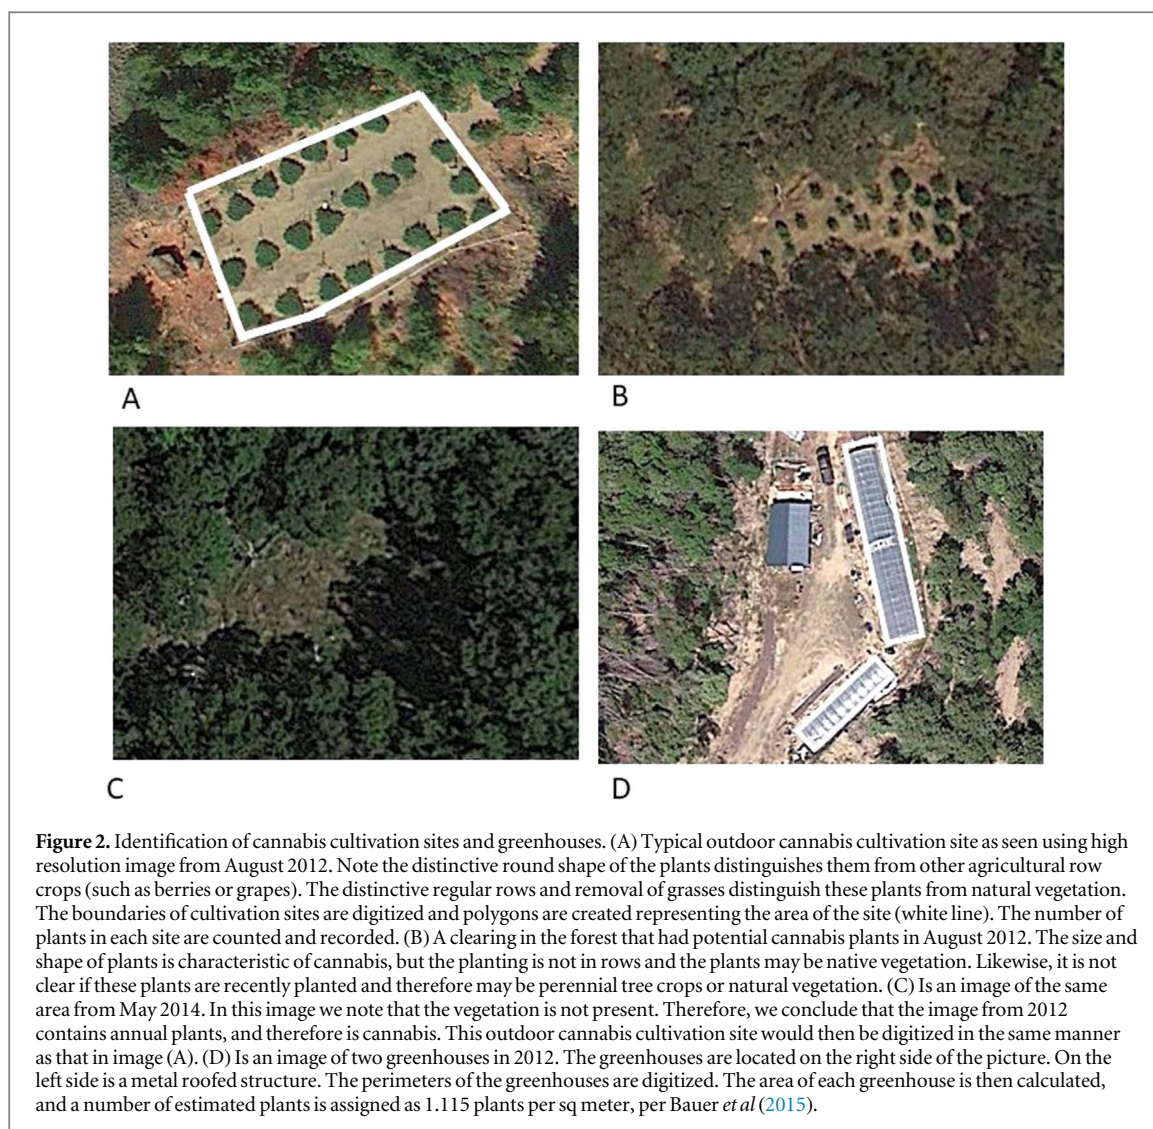 A
B
C
D
Figure 2. Identification of cannabis cultivation sites and greenhouses. (A) Typical outdoor cannabis cultivation site as seen using high
resolution image from August 2012. Note the distinctive round shape of the plants distinguishes them from other agricultural row
crops (such as berries or grapes). The distinctive regular rows and removal of grasses distinguish these plants from natural vegetation.
The boundaries of cultivation sites are digitized and polygons are created representing the area of the site (white line). The number of
plants in each site are counted and recorded. (B) A clearing in the forest that had potential cannabis plants in August 2012. The size and
shape of plants is characteristic of cannabis, but the planting is not in rows and the plants may be native vegetation. Likewise, it is not
clear if these plants are recently planted and therefore may be perennial tree crops or natural vegetation. (C) Is an image of the same
area from May 2014. In this image we note that the vegetation is not present. Therefore, we conclude that the image from 2012
contains annual plants, and therefore is cannabis. This outdoor cannabis cultivation site would then be digitized in the same manner
as that in image (A). (D) Is an image of two greenhouses in 2012. The greenhouses are located on the right side of the picture. On the
left side is a metal roofed structure. The perimeters of the greenhouses are digitized. The area of each greenhouse is then calculated,
and a number of estimated plants is assigned as 1.115 plants per sq meter, per Bauer et al (2015).